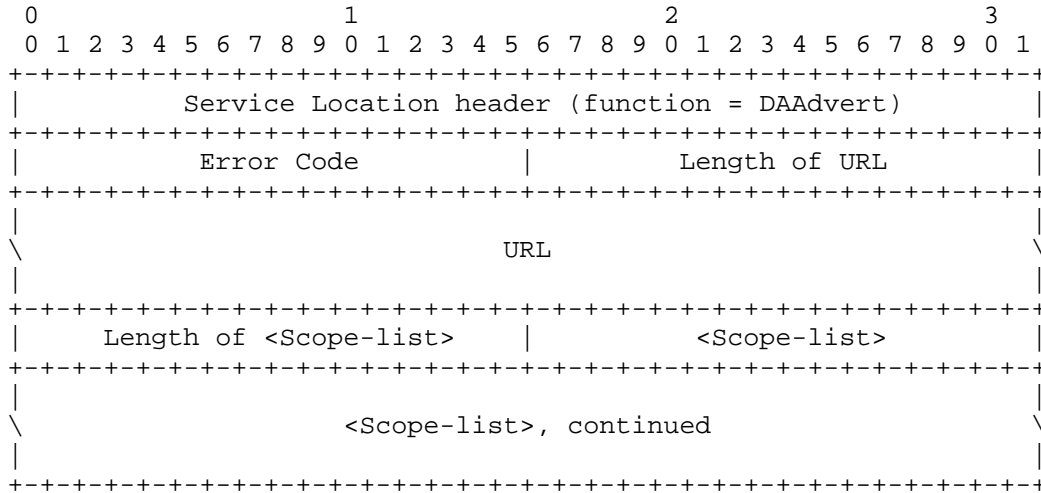 0                   1                   2                   3
 0 1 2 3 4 5 6 7 8 9 0 1 2 3 4 5 6 7 8 9 0 1 2 3 4 5 6 7 8 9 0 1
+-+-+-+-+-+-+-+-+-+-+-+-+-+-+-+-+-+-+-+-+-+-+-+-+-+-+-+-+-+-+-+-+
|          Service Location header (function = DAAdvert)        |
+-+-+-+-+-+-+-+-+-+-+-+-+-+-+-+-+-+-+-+-+-+-+-+-+-+-+-+-+-+-+-+-+
|           Error Code          |         Length of URL         |
+-+-+-+-+-+-+-+-+-+-+-+-+-+-+-+-+-+-+-+-+-+-+-+-+-+-+-+-+-+-+-+-+
|                                                               |
\                              URL                              \
|                                                               |
+-+-+-+-+-+-+-+-+-+-+-+-+-+-+-+-+-+-+-+-+-+-+-+-+-+-+-+-+-+-+-+-+
|     Length of <Scope-list>    |          <Scope-list>         |
+-+-+-+-+-+-+-+-+-+-+-+-+-+-+-+-+-+-+-+-+-+-+-+-+-+-+-+-+-+-+-+-+
|                                                               |
\                    <Scope-list>, continued                    \
|                                                               |
+-+-+-+-+-+-+-+-+-+-+-+-+-+-+-+-+-+-+-+-+-+-+-+-+-+-+-+-+-+-+-+-+